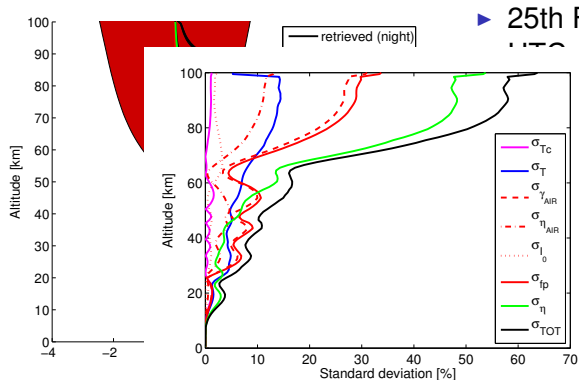 100
90
80
70
60
50
40
30
20
10
0
−4
−2
Altitude [km]
retrieved (night)
► 25th
100
80
60
40
20
0
Altitude [km]
0 10 20 30 40 50 60 70
Standard deviation [%]
σTc
σT
σγAIR
σηAIR
σI0
σfp
ση
σTOT